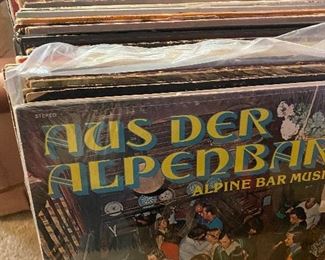 STEREO
AUS DER
ALPENBAR
ALPINE BAR MUSI